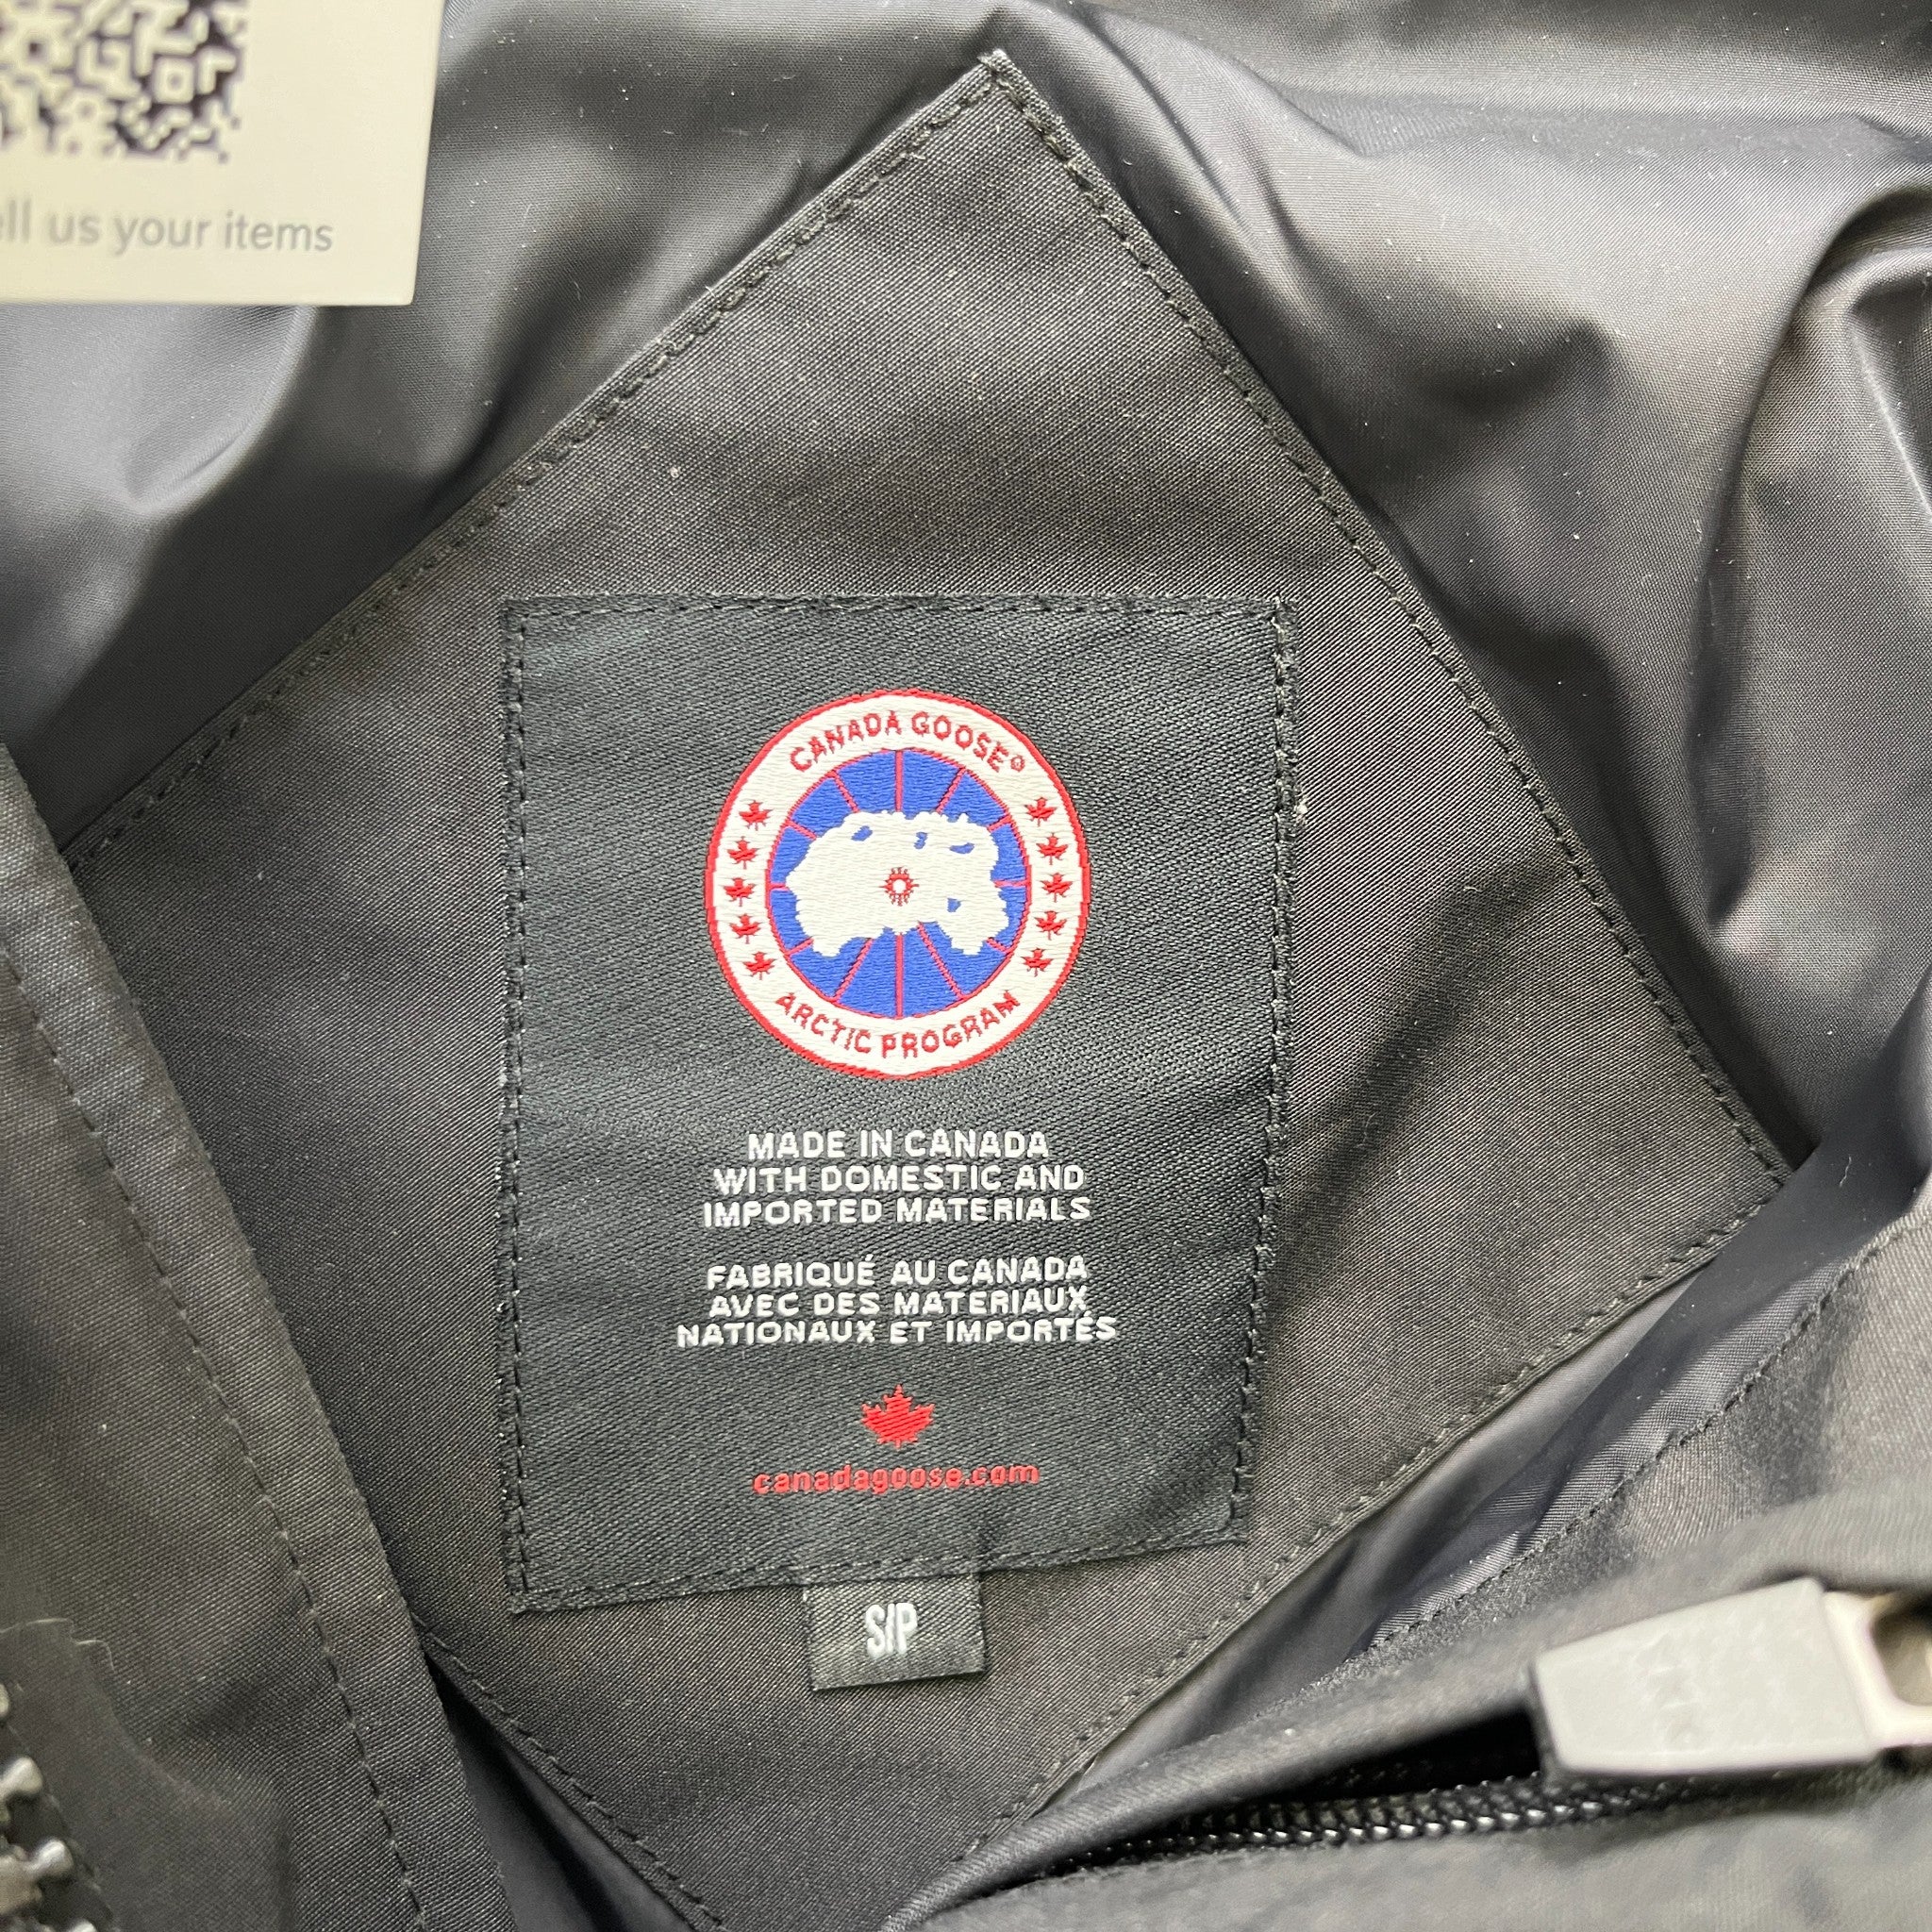 us your items
CANADA GOOSE®
ARCTIC PROGRAM
MADE IN CANADA
WITH DOMESTIC AND
IMPORTED MATERIALS
FABRIQUÉ AU CANADA
AVEC DES MATERIAUX
NATIONAUX ET IMPORTÉS
canadagoose.com
S/P